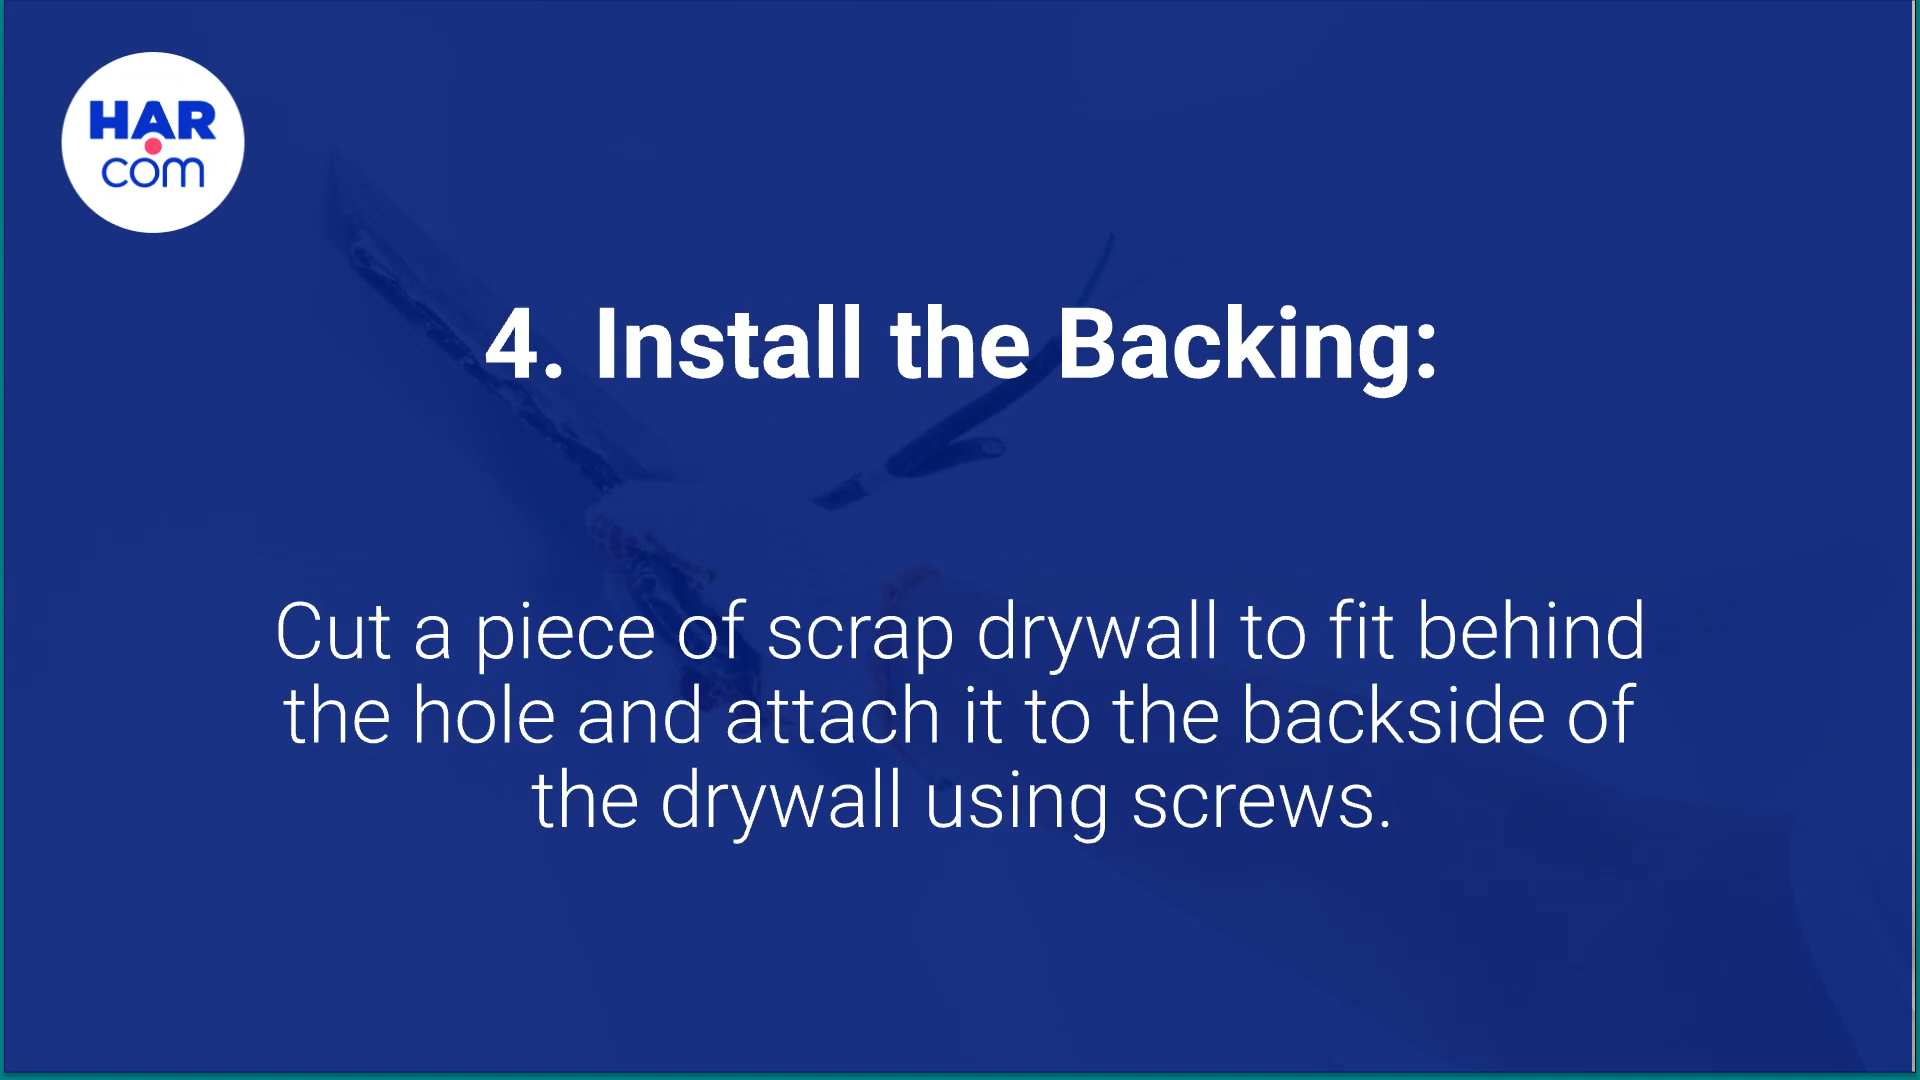 HAR
com
4. Install the Backing:
Cut a piece of scrap drywall to fit behind
the hole and attach it to the backside of
the drywall using screws.